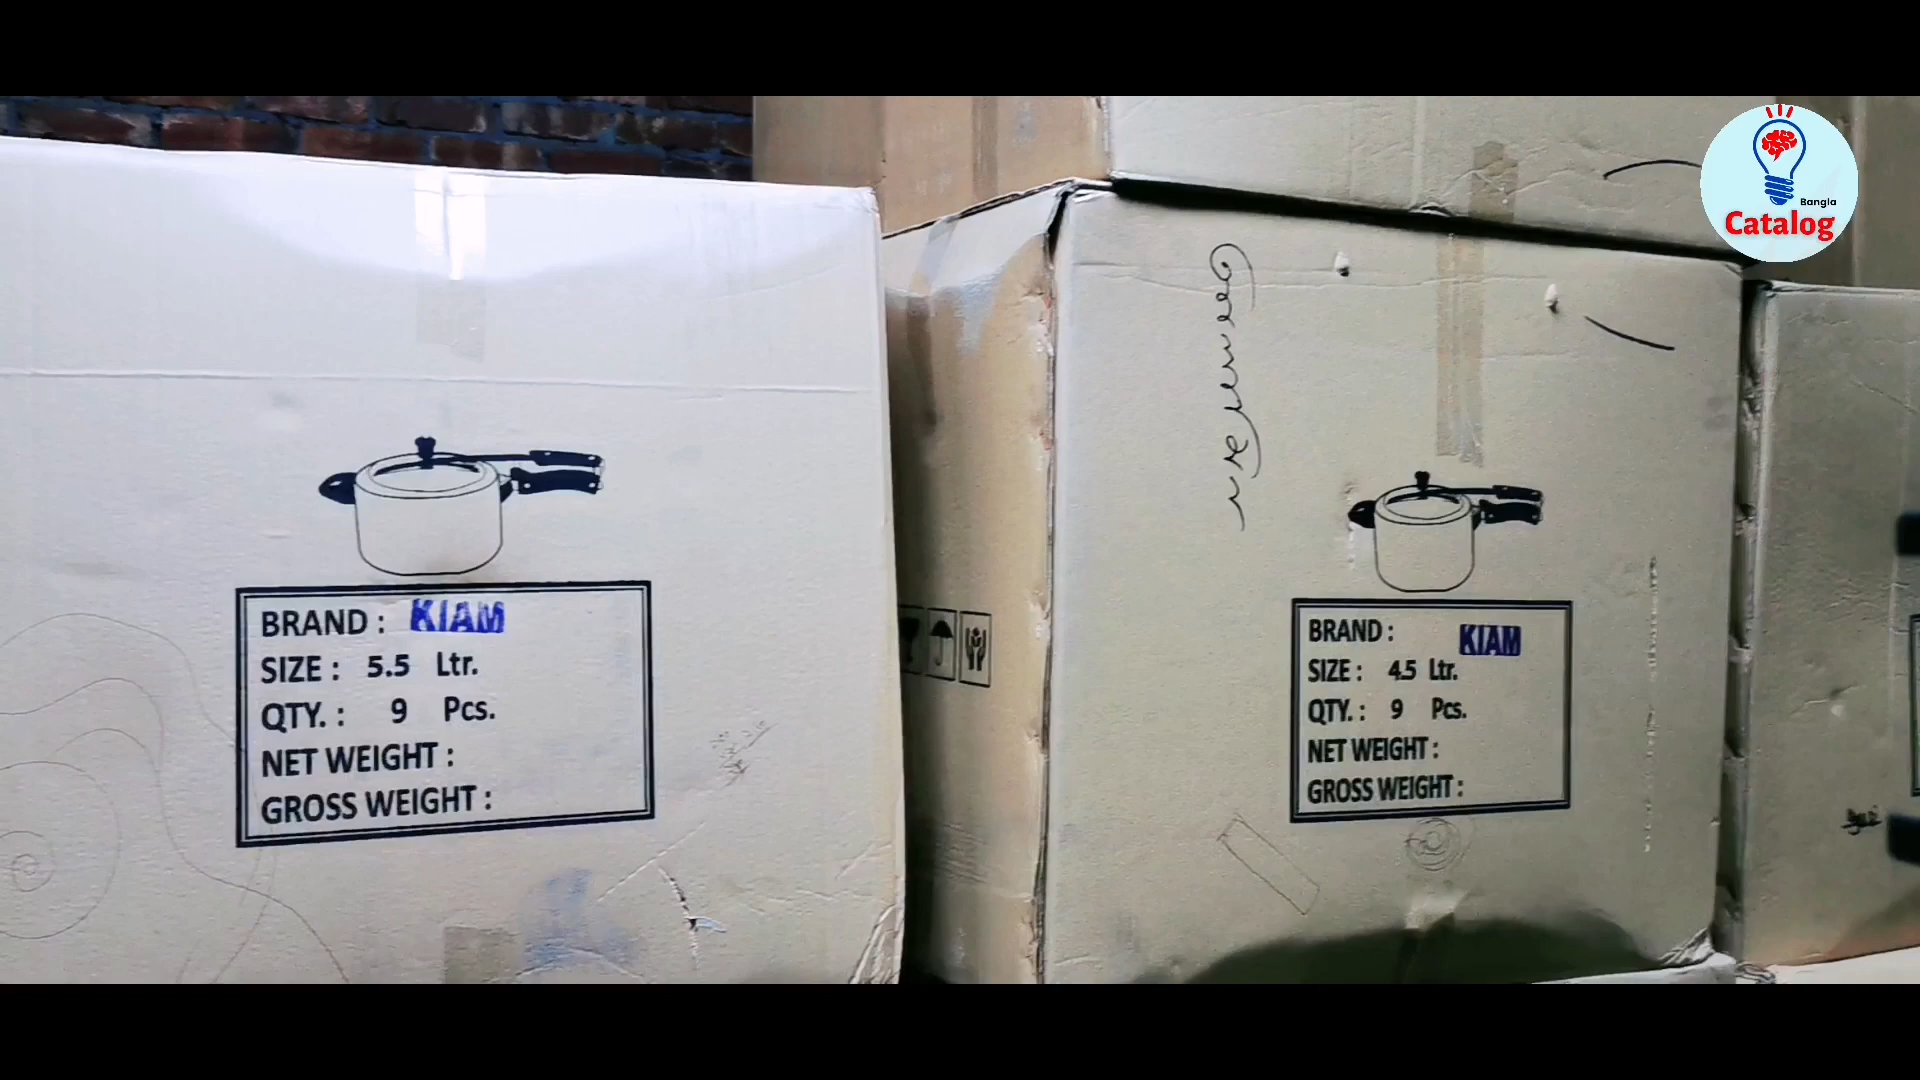 BRAND : KIAM
SIZE : 5.5 Ltr.
QTY. : 9 Pcs.
NET WEIGHT :
GROSS WEIGHT :
BRAND : KIAM
SIZE : 4.5 Ltr.
QTY. : 9 Pcs.
NET WEIGHT :
GROSS WEIGHT :
Bangla
Catalog